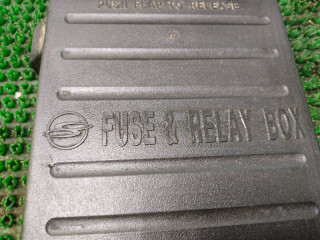 PUSH FLAP TO RELEASE
FUSE & RELAY BOX